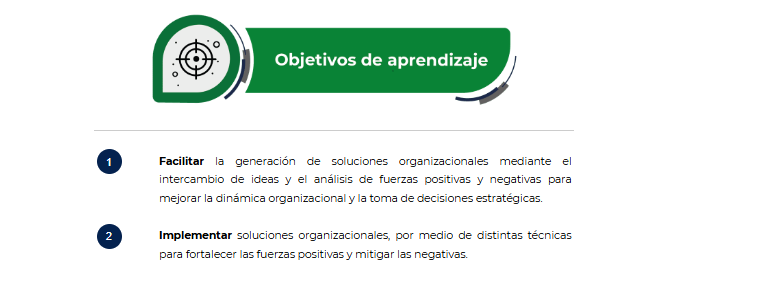 Objetivos de aprendizaje
1
Facilitar la generación de soluciones organizacionales mediante el
intercambio de ideas y el análisis de fuerzas positivas y negativas para
mejorar la dinámica organizacional y la toma de decisiones estratégicas.
2
Implementar soluciones organizacionales, por medio de distintas técnicas
para fortalecer las fuerzas positivas y mitigar las negativas.